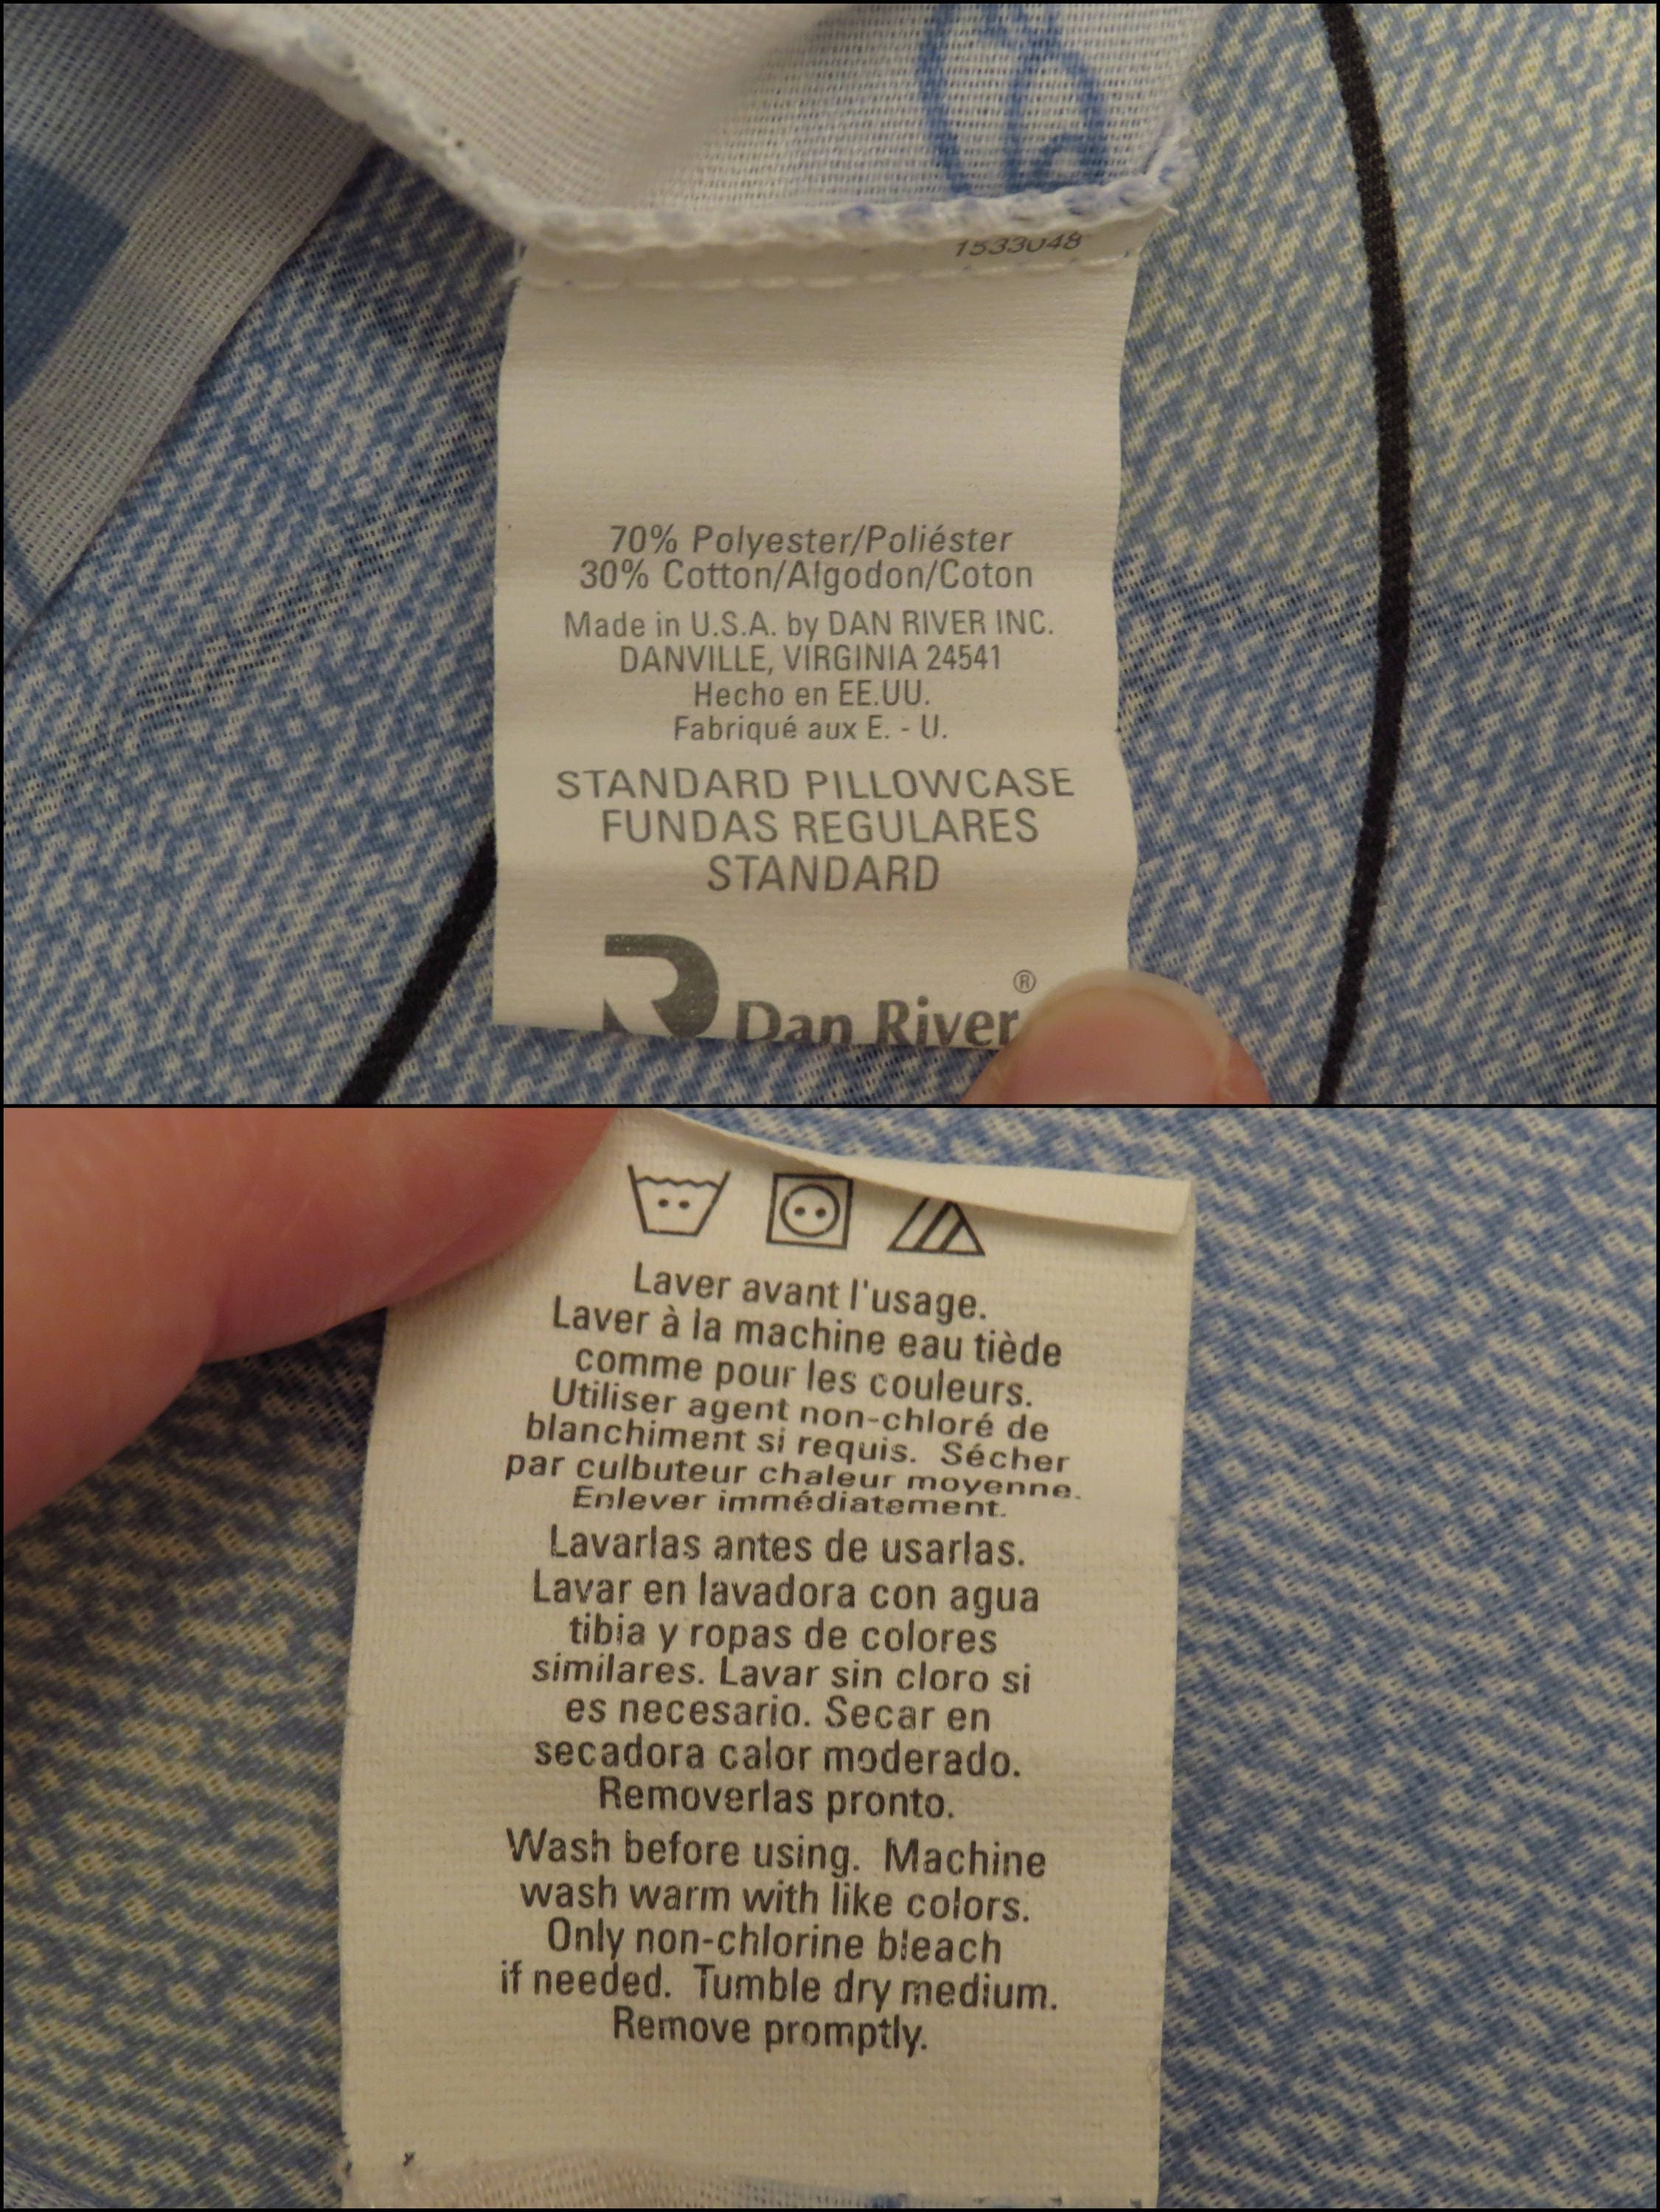 1533048
70% Polyester/Poliéster
30% Cotton/Algodon/Coton
Made in U.S.A. by DAN RIVER INC.
DANVILLE, VIRGINIA 24541
Hecho en EE.UU.
Fabriqué aux E. - U.
STANDARD PILLOWCASE
FUNDAS REGULARES
STANDARD
Dan River®
Laver avant l'usage.
Laver à la machine eau tiède
comme pour les couleurs.
Utiliser agent non-chloré de
blanchiment si requis. Sécher
par culbuteur chaleur moyenne.
Enlever immédiatement.
Lavarlas antes de usarlas.
Lavar en lavadora con agua
tibia y ropas de colores
similares. Lavar sin cloro si
es necesario. Secar en
secadora calor moderado.
Removerlas pronto.
Wash before using. Machine
wash warm with like colors.
Only non-chlorine bleach
if needed. Tumble dry medium.
Remove promptly.